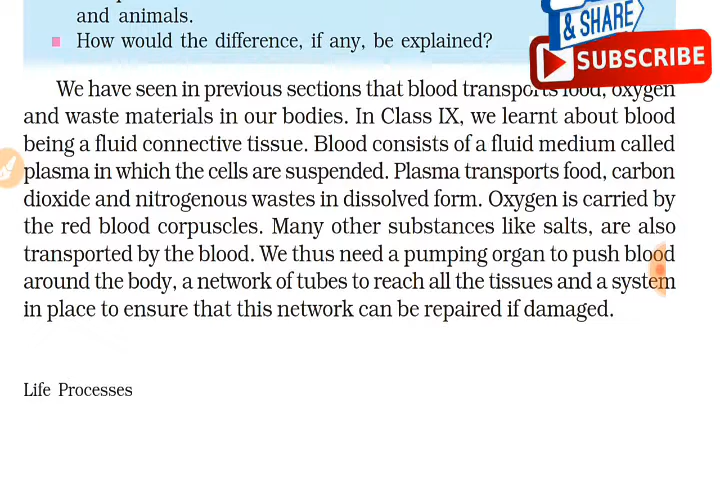 and animals.
How would the difference, if any, be explained?
& SHARE
SUBSCRIBE
We have seen in previous sections that blood transports food, oxygen
and waste materials in our bodies. In Class IX, we learnt about blood
being a fluid connective tissue. Blood consists of a fluid medium called
plasma in which the cells are suspended. Plasma transports food, carbon
dioxide and nitrogenous wastes in dissolved form. Oxygen is carried by
the red blood corpuscles. Many other substances like salts, are also
transported by the blood. We thus need a pumping organ to push blood
around the body, a network of tubes to reach all the tissues and a system
in place to ensure that this network can be repaired if damaged.
Life Processes